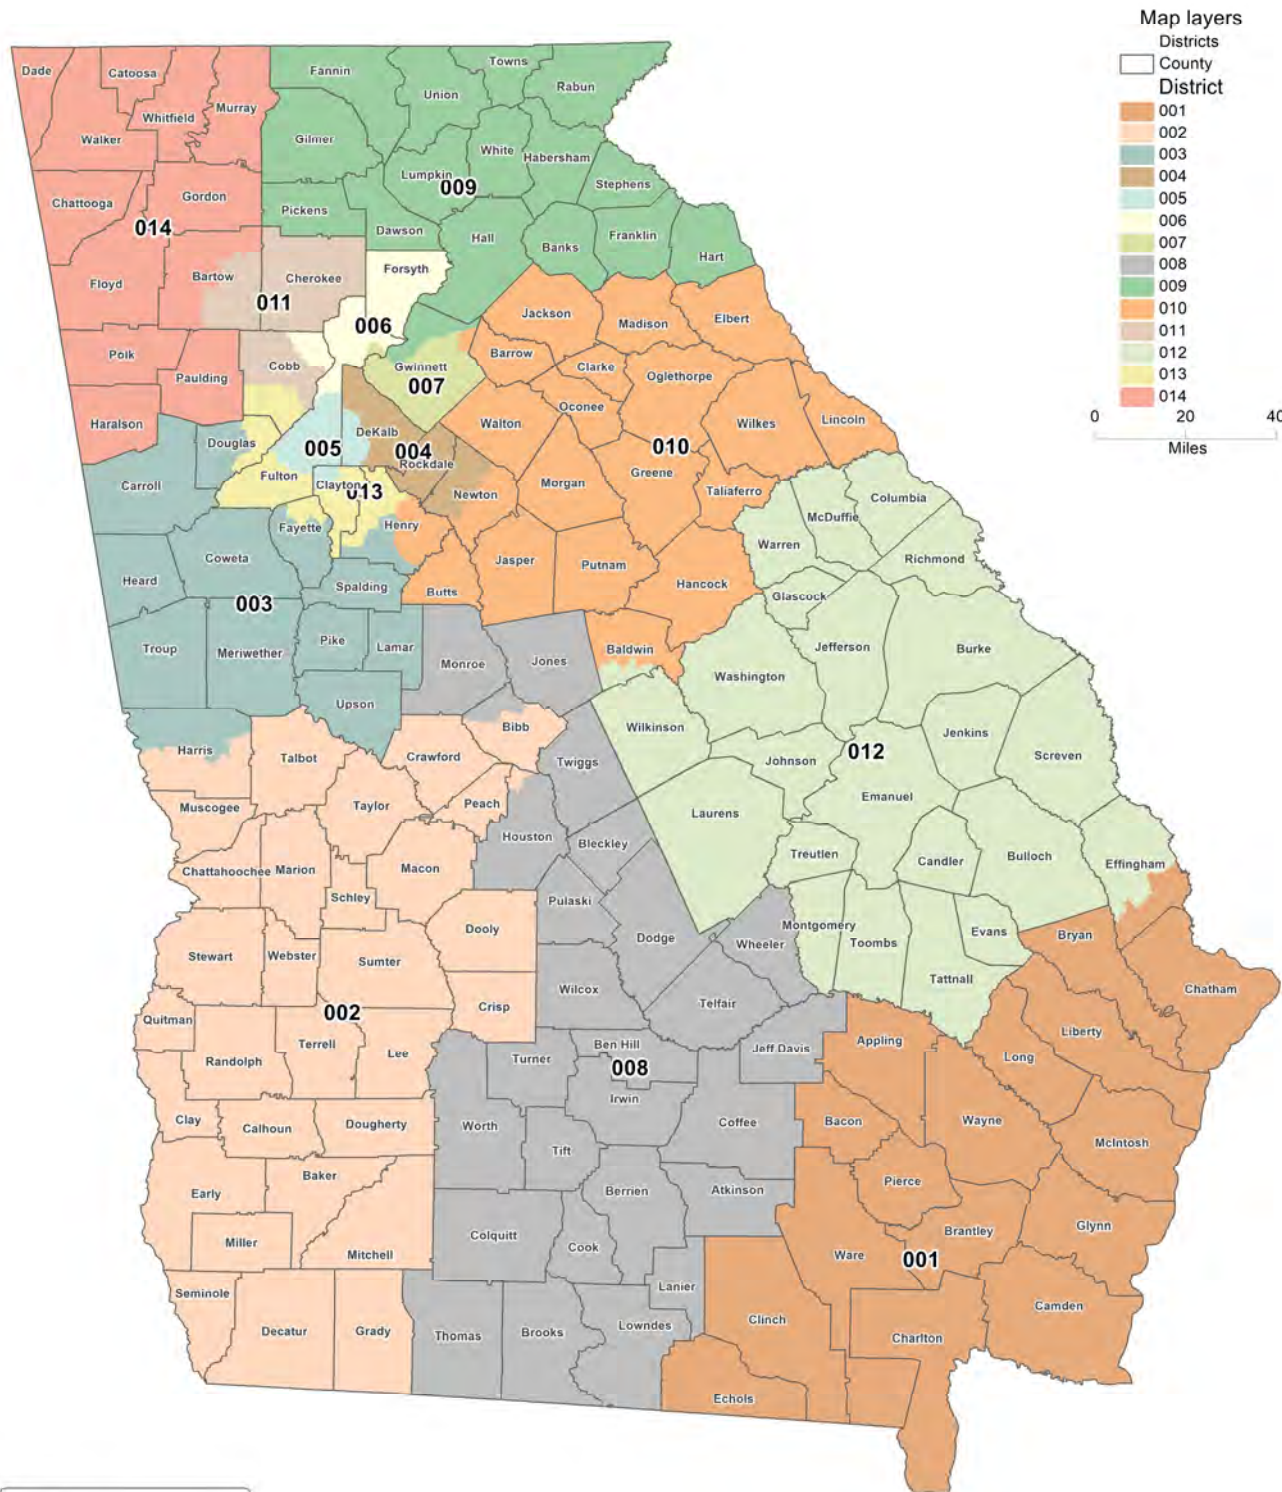 Map layers
Districts
County
District
001
002
003
004
005
006
007
008
009
010
011
012
013
014
0 20 40
Miles
Dade
Catoosa
Whitfield
Murray
Walker
Chattooga
Gordon
014
Floyd
Bartow
Polk
Paulding
Haralson
Fannin
Union
Towns
Rabun
Gilmer
White
Habersham
Lumpkin
009
Stephens
Pickens
Dawson
Hall
Banks
Franklin
Hart
Cherokee
011
Forsyth
006
Cobb
Gwinnett
007
Jackson
Madison
Elbert
Barrow
Clarke
Oglethorpe
Oconee
Walton
Wilkes
Lincoln
010
Greene
Morgan
Taliaferro
Newton
Jasper
Putnam
Hancock
Butts
Baldwin
Douglas
005
DeKalb
004
Rockdale
Fulton
Clayton
013
Henry
Fayette
Carroll
Coweta
Heard
Spalding
003
Troup
Meriwether
Pike
Lamar
Upson
Harris
Monroe
Jones
Columbia
McDuffie
Warren
Richmond
Glascock
Jefferson
Burke
Washington
Wilkinson
Johnson
012
Jenkins
Screven
Emanuel
Laurens
Treutlen
Candler
Bulloch
Effingham
Montgomery
Toombs
Evans
Tattnall
Bibb
Talbot
Crawford
Twiggs
Muscogee
Taylor
Peach
Houston
Bleckley
Chattahoochee
Marion
Macon
Schley
Pulaski
Dooly
Dodge
Wheeler
Stewart
Webster
Sumter
Wilcox
Telfair
Crisp
002
Quitman
Randolph
Terrell
Lee
Turner
Ben Hill
Jeff Davis
008
Irwin
Clay
Calhoun
Dougherty
Worth
Tift
Coffee
Early
Baker
Berrien
Atkinson
Miller
Mitchell
Colquitt
Cook
Lanier
Seminole
Decatur
Grady
Thomas
Brooks
Lowndes
Bryan
Chatham
Liberty
Long
Appling
Bacon
Wayne
McIntosh
Pierce
Brantley
Glynn
Ware
001
Camden
Clinch
Charlton
Echols